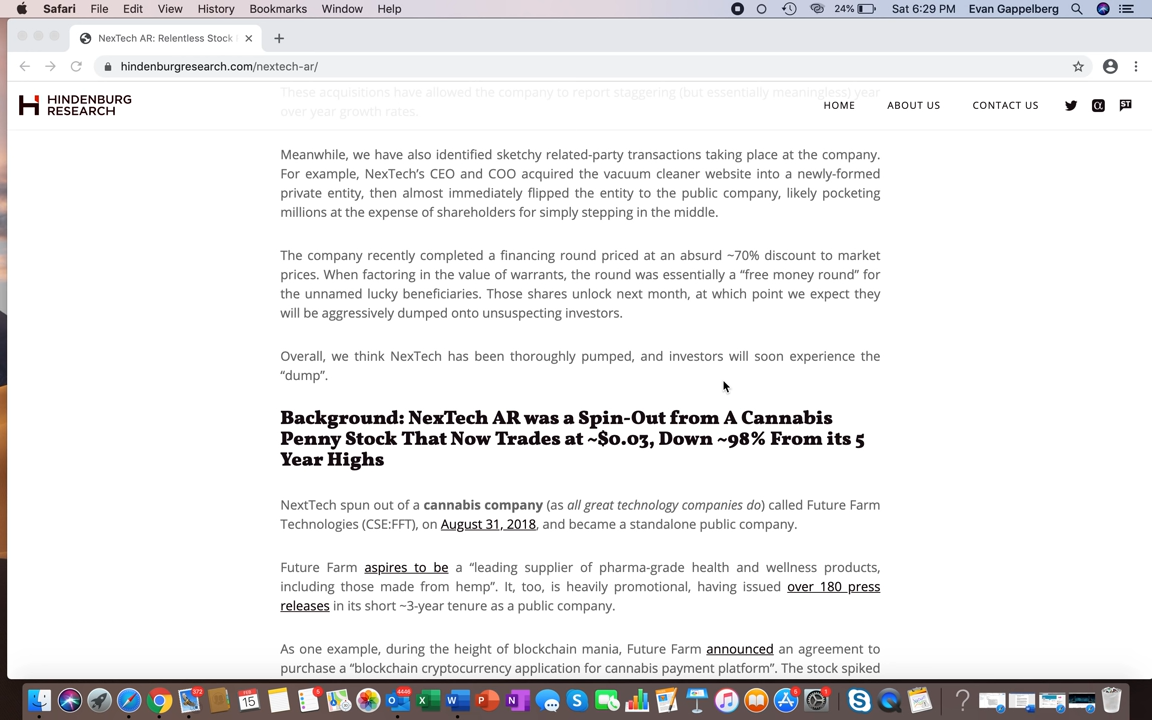 Safari File Edit View History Bookmarks Window Help 24% Sat 6:29 PM Evan Gappelberg
NexTech AR: Relentless Stock
hindenburgresearch.com/nextech-ar/
HINDENBURG
RESEARCH
HOME ABOUT US CONTACT US
These acquisitions have allowed the company to report staggering (but essentially meaningless) year
over year growth rates.
Meanwhile, we have also identified sketchy related-party transactions taking place at the company.
For example, NexTech’s CEO and COO acquired the vacuum cleaner website into a newly-formed
private entity, then almost immediately flipped the entity to the public company, likely pocketing
millions at the expense of shareholders for simply stepping in the middle.
The company recently completed a financing round priced at an absurd ~70% discount to market
prices. When factoring in the value of warrants, the round was essentially a “free money round” for
the unnamed lucky beneficiaries. Those shares unlock next month, at which point we expect they
will be aggressively dumped onto unsuspecting investors.
Overall, we think NexTech has been thoroughly pumped, and investors will soon experience the
“dump”.
Background: NexTech AR was a Spin-Out from A Cannabis
Penny Stock That Now Trades at ~$0.03, Down ~98% From its 5
Year Highs
NextTech spun out of a cannabis company (as all great technology companies do) called Future Farm
Technologies (CSE:FFT), on August 31, 2018, and became a standalone public company.
Future Farm aspires to be a “leading supplier of pharma-grade health and wellness products,
including those made from hemp”. It, too, is heavily promotional, having issued over 180 press
releases in its short ~3-year tenure as a public company.
As one example, during the height of blockchain mania, Future Farm announced an agreement to
purchase a “blockchain cryptocurrency application for cannabis payment platform”. The stock spiked